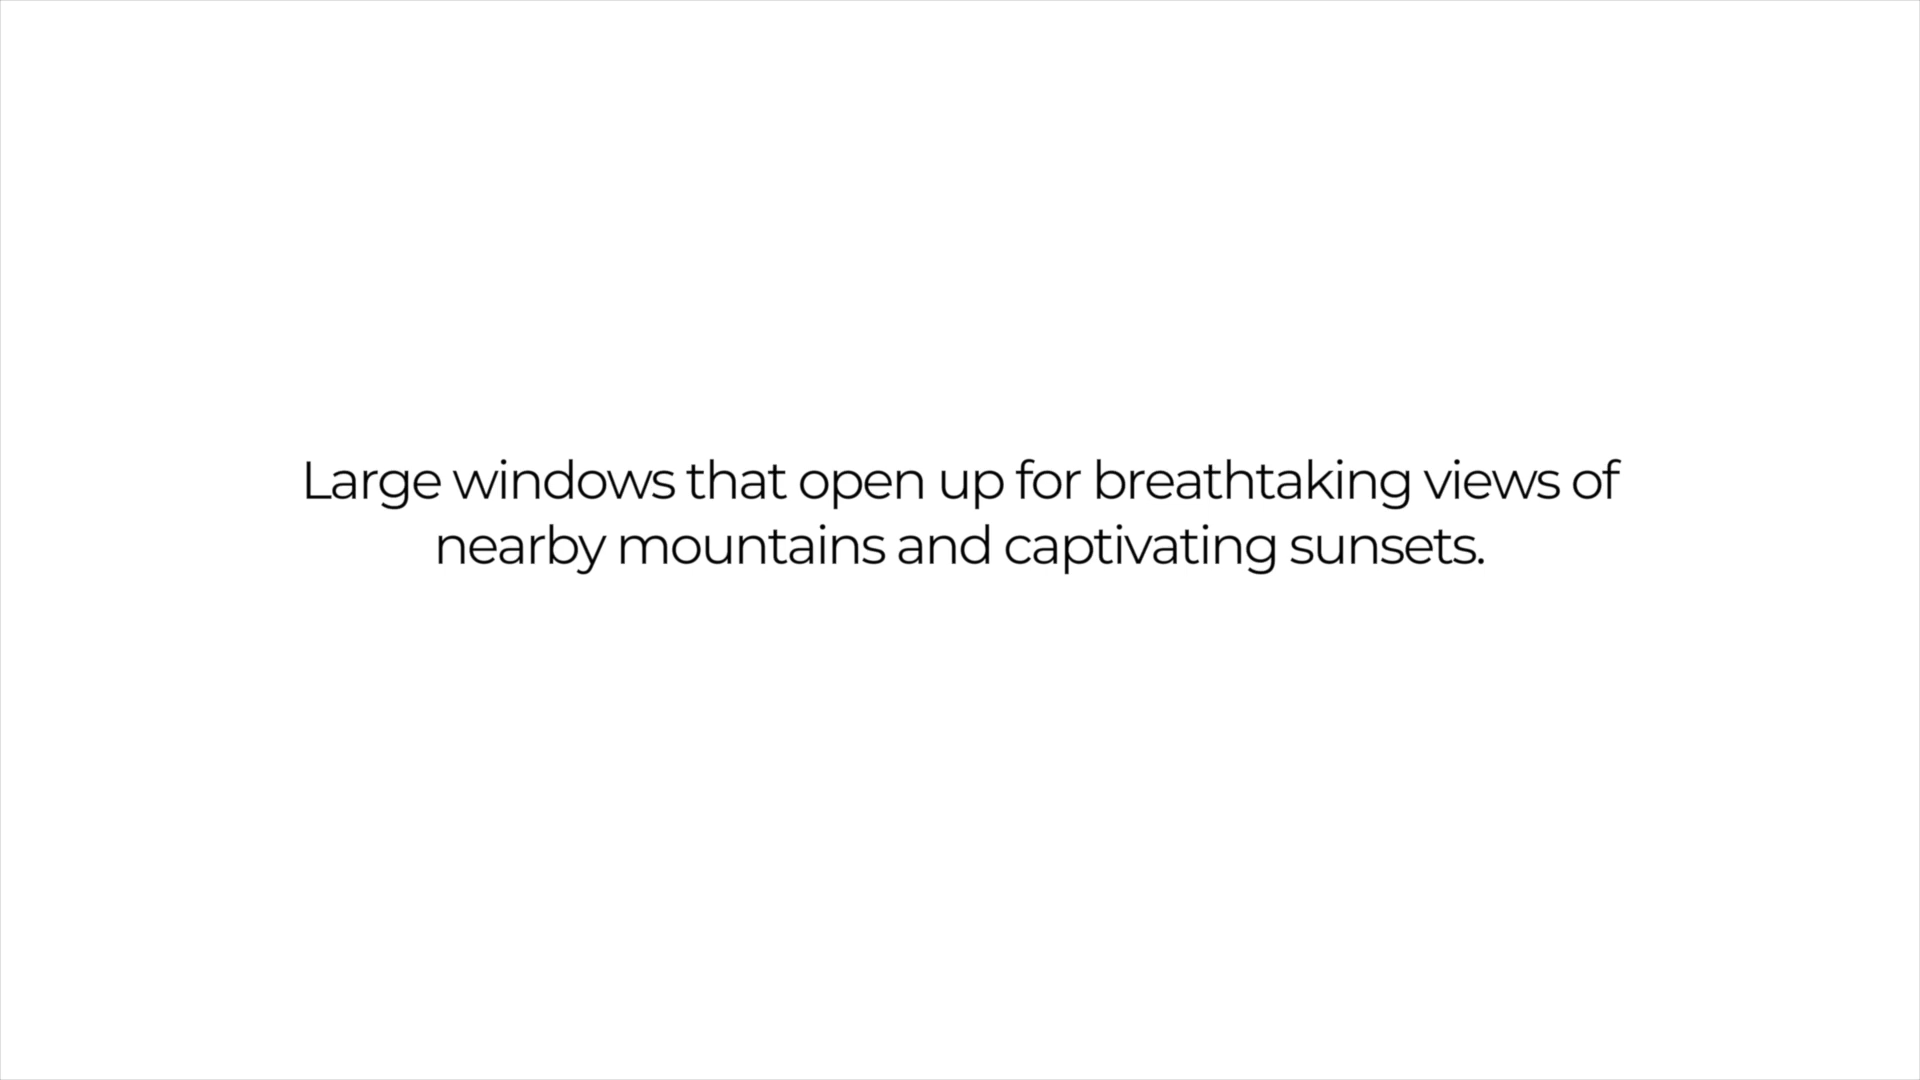 Large windows that open up for breathtaking views of
nearby mountains and captivating sunsets.